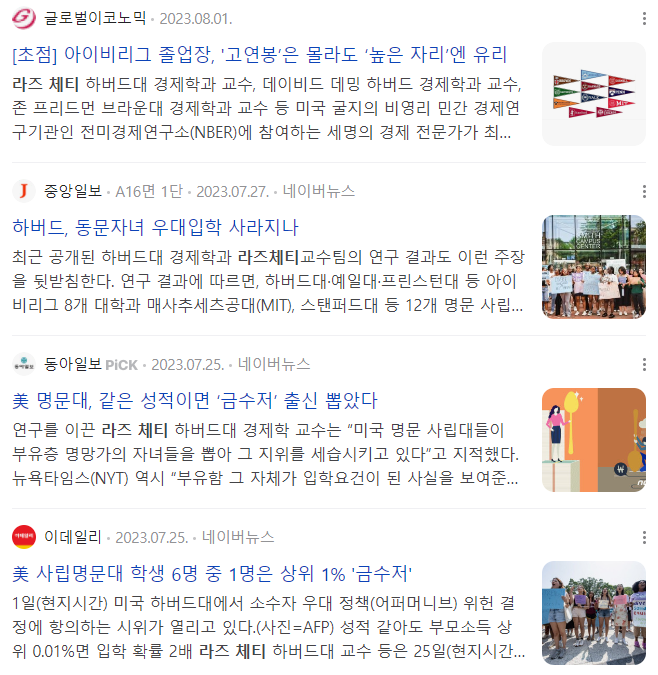 글로벌이코노믹 · 2023.08.01.
[초점] 아이비리그 졸업장, '고연봉'은 몰라도 ‘높은 자리’엔 유리
라즈 체티 하버드대 경제학과 교수, 데이비드 데밍 하버드 경제학과 교수,
존 프리드먼 브라운대 경제학과 교수 등 미국 굴지의 비영리 민간 경제연
구기관인 전미경제연구소(NBER)에 참여하는 세명의 경제 전문가가 최...
J 중앙일보 · A16면 1단 · 2023.07.27. · 네이버뉴스
하버드, 동문자녀 우대입학 사라지나
최근 공개된 하버드대 경제학과 라즈체티교수팀의 연구 결과도 이런 주장
을 뒷받침한다. 연구 결과에 따르면, 하버드대·예일대·프린스턴대 등 아이
비리그 8개 대학과 매사추세츠공대(MIT), 스탠퍼드대 등 12개 명문 사립...
동아일보 PiCK · 2023.07.25. · 네이버뉴스
美 명문대, 같은 성적이면 ‘금수저’ 출신 뽑았다
연구를 이끈 라즈 체티 하버드대 경제학 교수는 “미국 명문 사립대들이
부유층 명망가의 자녀들을 뽑아 그 지위를 세습시키고 있다”고 지적했다.
뉴욕타임스(NYT) 역시 “부유함 그 자체가 입학요건이 된 사실을 보여준...
이데일리 · 2023.07.25. · 네이버뉴스
美 사립명문대 학생 6명 중 1명은 상위 1% '금수저'
1일(현지시간) 미국 하버드대에서 소수자 우대 정책(어퍼머니브) 위헌 결
정에 항의하는 시위가 열리고 있다.(사진=AFP) 성적 같아도 부모소득 상
위 0.01%면 입학 확률 2배 라즈 체티 하버드대 교수 등은 25일(현지시간...